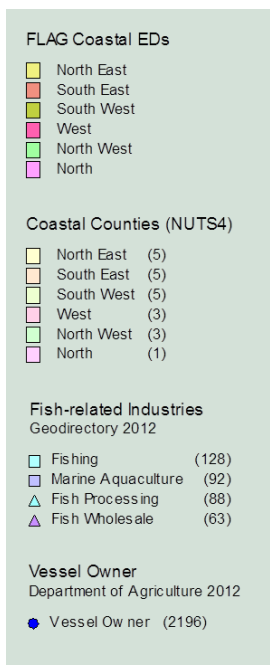 FLAG Coastal EDs
North East
South East
South West
West
North West
North
Coastal Counties (NUTS4)
North East (5)
South East (5)
South West (5)
West (3)
North West (3)
North (1)
Fish-related Industries
Geodirectory 2012
Fishing (128)
Marine Aquaculture (92)
Fish Processing (88)
Fish Wholesale (63)
Vessel Owner
Department of Agriculture 2012
Vessel Owner (2196)